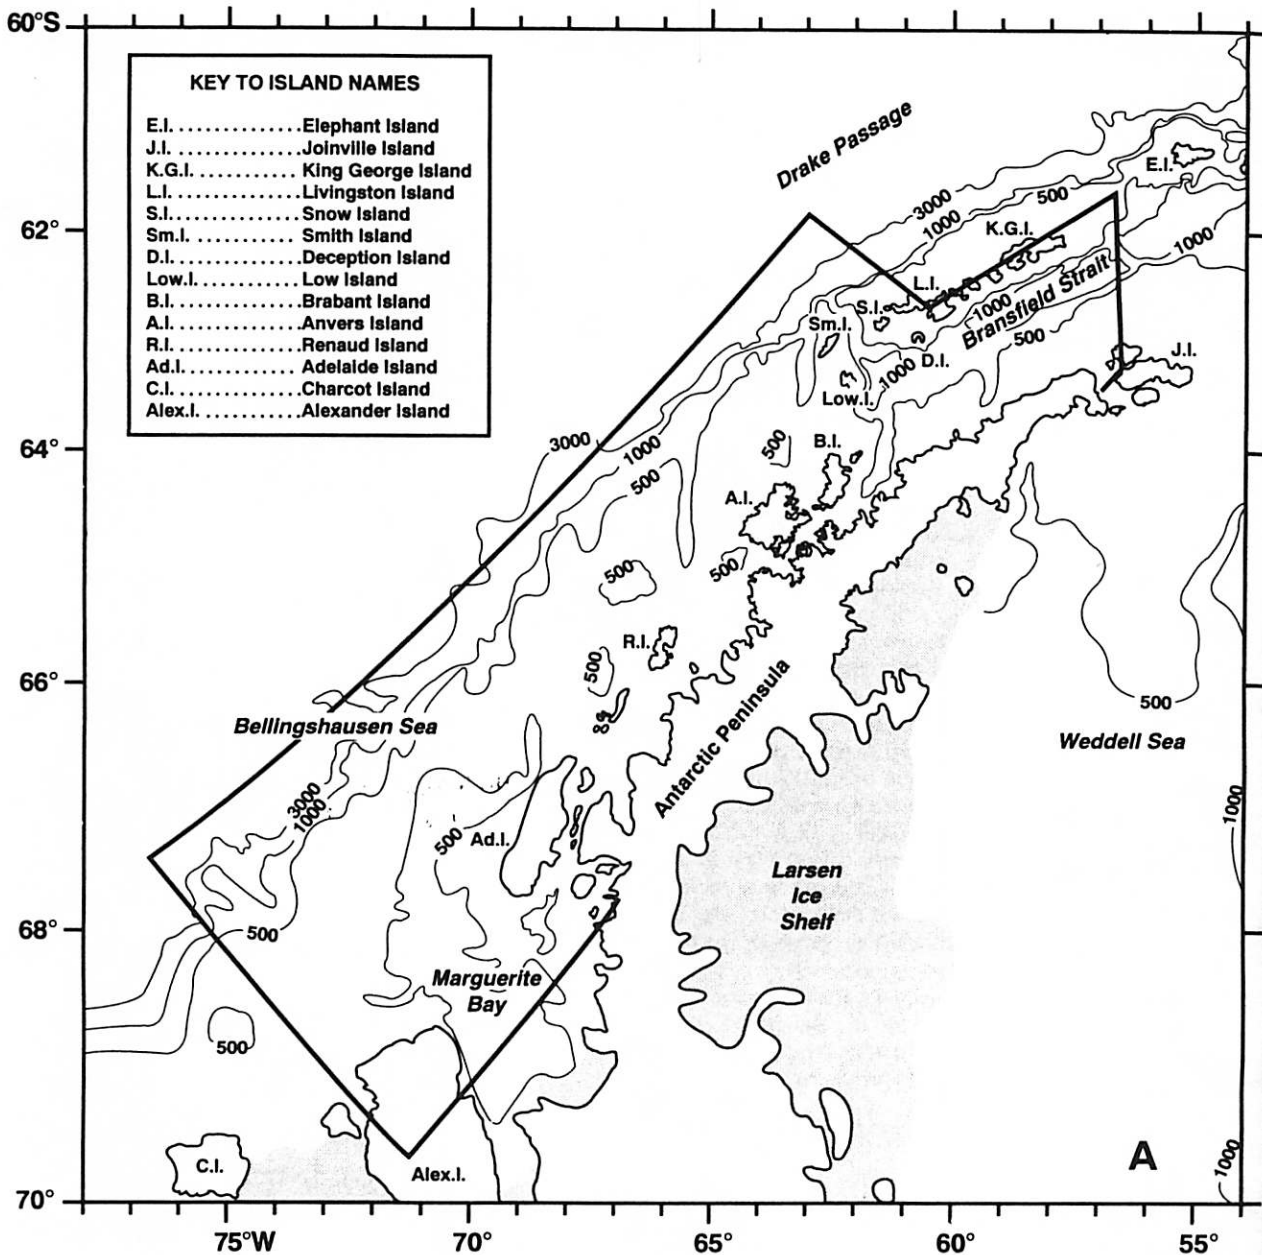 60°S
KEY TO ISLAND NAMES
E.I. . . . . . . . . . . . . . . Elephant Island
J.I. . . . . . . . . . . . . . . Joinville Island
K.G.I. . . . . . . . . . . . . King George Island
L.I. . . . . . . . . . . . . . . Livingston Island
S.I. . . . . . . . . . . . . . . Snow Island
Sm.I. . . . . . . . . . . . . . Smith Island
D.I. . . . . . . . . . . . . . . Deception Island
Low.I. . . . . . . . . . . . . Low Island
B.I. . . . . . . . . . . . . . . Brabant Island
A.I. . . . . . . . . . . . . . . Anvers Island
R.I. . . . . . . . . . . . . . . Renaud Island
Ad.I. . . . . . . . . . . . . . Adelaide Island
C.I. . . . . . . . . . . . . . . Charcot Island
Alex.I. . . . . . . . . . . . . Alexander Island
Drake Passage
E.I.
3000
1000
500
K.G.I.
62°
1000
Bransfield Strait
L.I.
S.I.
1000
Sm.I.
500
D.I.
J.I.
1000
Low.I.
3000
1000
500
64°
500
B.I.
A.I.
500
500
R.I.
500
66°
Antarctic Peninsula
500
Bellingshausen Sea
Weddell Sea
3000
1000
1000
500
Ad.I.
Larsen
Ice
Shelf
68°
500
Marguerite
Bay
500
C.I.
Alex.I.
A
1000
70°
75°W
70°
65°
60°
55°